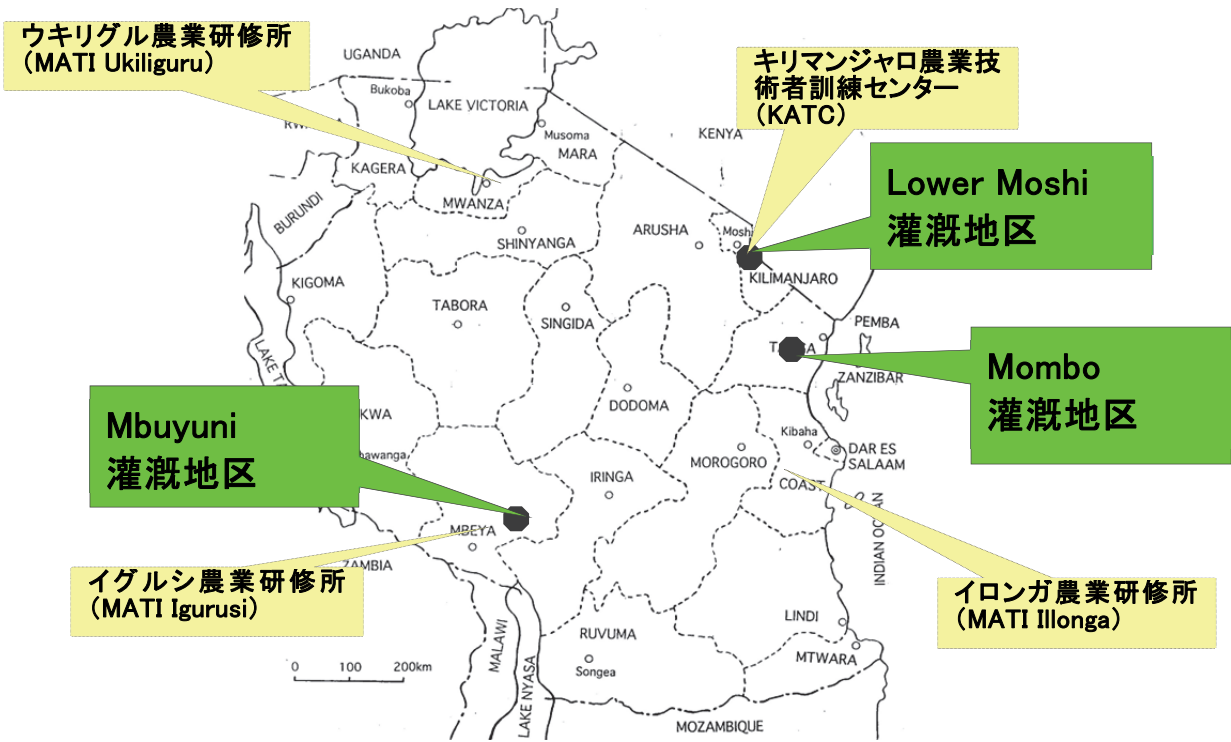 ウキリグル農業研修所
（MATI Ukiliguru）
キリマンジャロ農業技
術者訓練センター
（KATC）
UGANDA
Bukoba
LAKE VICTORIA
Musoma
MARA
KENYA
KAGERA
MWANZA
BURUNDI
SHINYANGA
ARUSHA
Moshi
Lower Moshi
灌漑地区
KILIMANJARO
KIGOMA
TABORA
SINGIDA
PEMBA
ZANZIBAR
Mombo
灌漑地区
DODOMA
Mbuyuni
灌漑地区
Kibaha
DAR ES
SALAAM
MOROGORO
COAST
IRINGA
MBEYA
INDIAN OCEAN
ZAMBIA
イグルシ農業研修所
（MATI Igurusi）
イロンガ農業研修所
（MATI Illonga）
MALAWI
LAKE NYASA
RUVUMA
Songea
LINDI
MTWARA
0 100 200km
MOZAMBIQUE